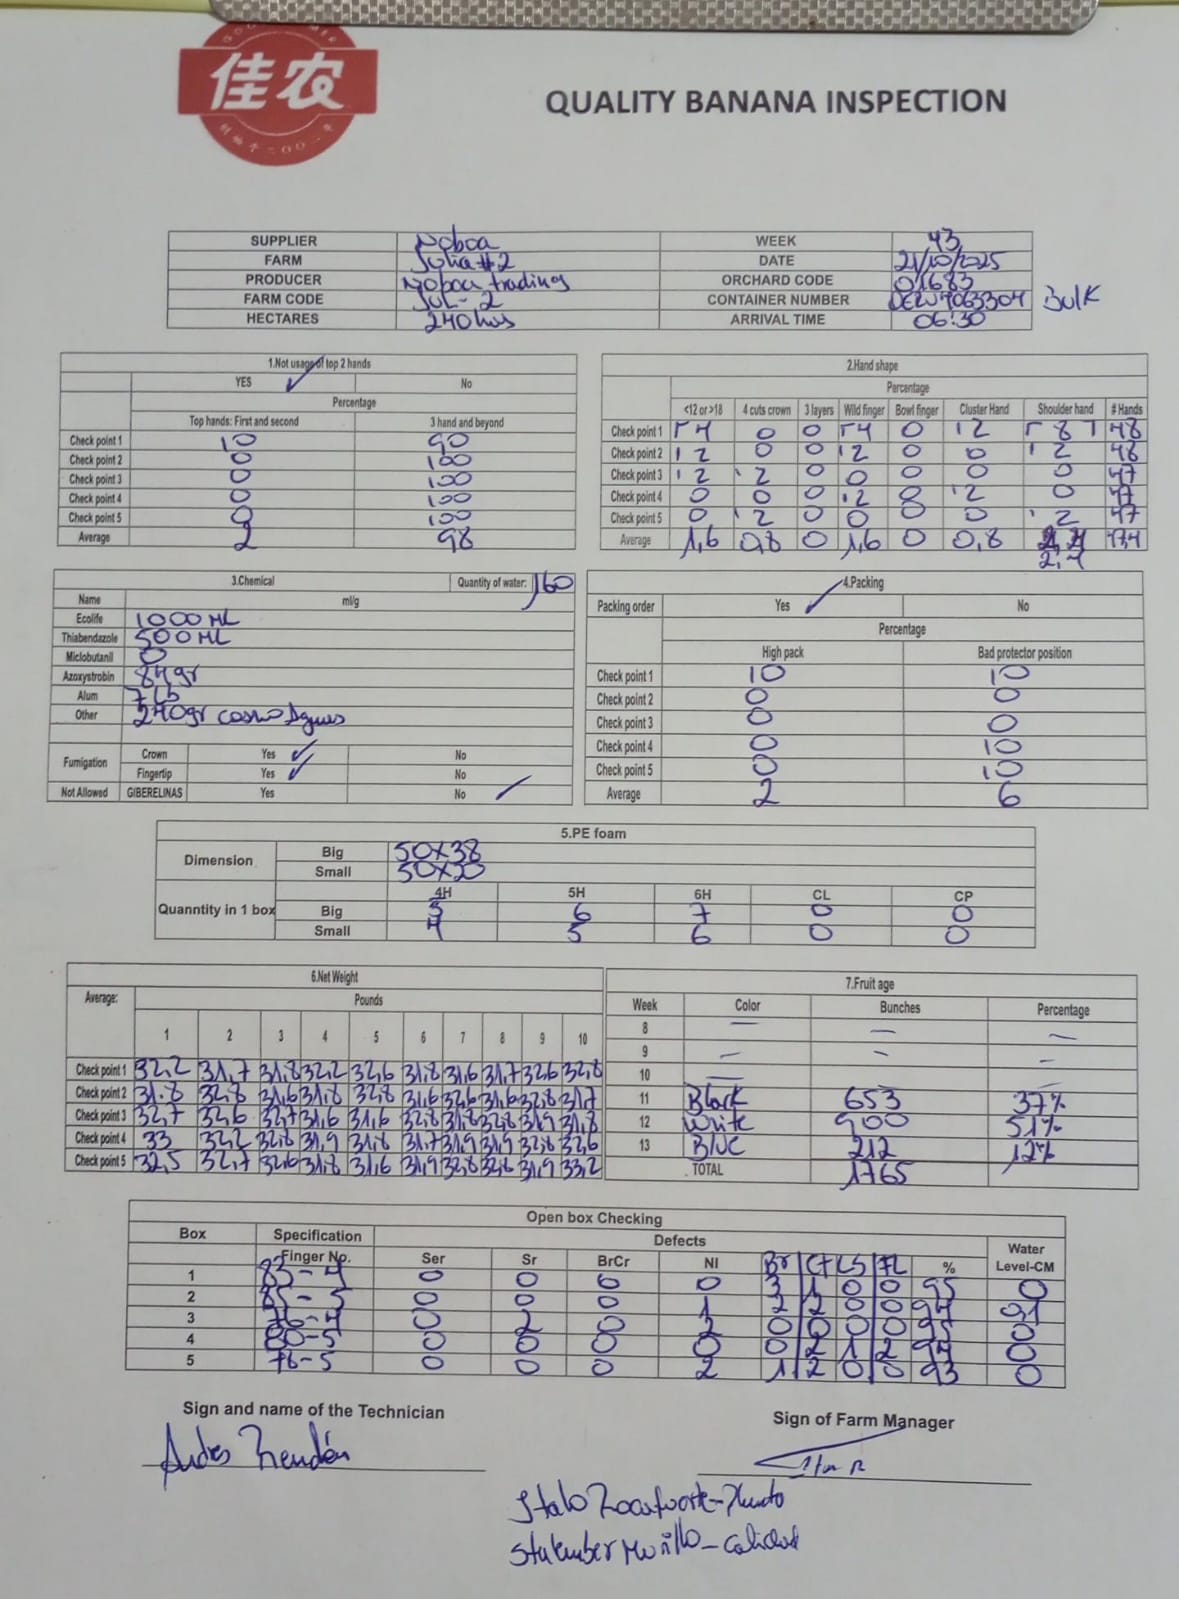 佳农
创始于二〇〇一年
QUALITY BANANA INSPECTION
SUPPLIER Noboa WEEK 43
FARM Julia #2 DATE 21/10/2025
PRODUCER Noboa trading ORCHARD CODE 01683
FARM CODE JUL-2 CONTAINER NUMBER Bulk
HECTARES 240 ARRIVAL TIME 06:30
1.Not usage of top 2 hands
YES ✓ No
Percentage
Top hands: First and second 3 hand and beyond
Check point 1 10 90
Check point 2 0 100
Check point 3 0 100
Check point 4 0 100
Check point 5 0 100
Average 2 98
2.Hand shape
Percentage
<12 or >18 4 cuts crown 3 layers Wild finger Bowl finger Cluster Hand Shoulder hand # Hands
Check point 1 4 0 0 4 0 2 8 48
Check point 2 2 0 0 2 0 0 2 48
Check point 3 2 2 0 0 0 0 0 47
Check point 4 0 0 0 2 0 2 0 47
Check point 5 0 2 0 0 0 0 2 47
Average 1,6 0,8 0 1,6 0 0,8 2,4 47,4
3.Chemical Quantity of water: 160
Name ml/g
Ecolife 1000 ML
Thiabendazole 500 ML
Miclobutanil 0
Azoxystrobin 84gr
Alum 7 Lb
Other 240gr cosmo Aguas
Fumigation Crown Yes ✓ No
Fingertip Yes ✓ No
Not Allowed GIBERELINAS Yes No ✓
4.Packing
Packing order Yes ✓ No
Percentage
High pack Bad protector position
Check point 1 10 10
Check point 2 0 0
Check point 3 0 0
Check point 4 0 10
Check point 5 0 10
Average 2 6
5.PE foam
Dimension Big 50x38
Small 50x20
4H 5H 6H CL CP
Quanntity in 1 box Big 5 6 7 0 0
Small 4 5 6 0 0
6.Net Weight
Average: Pounds
1 2 3 4 5 6 7 8 9 10
Check point 1 32,2 31,7 31,8 32,2 32,6 31,8 31,6 31,7 32,6 32,8
Check point 2 31.8 32,8 31,6 31,8 32,8 31,6 32,6 31,6 32,8 31,7
Check point 3 32,7 32,6 32,7 31,6 31,6 32,8 31,8 32,8 31,9 31,8
Check point 4 33 32,2 32,8 31,9 31,8 31,7 31,9 31,9 32,8 32,6
Check point 5 32,5 32,7 32,6 31,8 31,6 31,9 32,8 32,8 31,9 33,2
7.Fruit age
Week Color Bunches Percentage
8 — — —
9 — — —
10 —
11 Black 653 37%
12 White 900 51%
13 Blue 212 12%
TOTAL 1765
Open box Checking
Box Specification Defects Water
Finger No. Ser Sr BrCr NI Br CF LS FL % Level-CM
1 83-4 0 0 0 0 3 1 0 0 95 0
2 85-5 0 0 0 1 2 2 0 0 94 0,1
3 76-4 0 2 0 2 0 0 0 0 95 0
4 80-5 0 0 0 0 0 2 1 2 94 0
5 76-5 0 0 0 2 1 2 0 0 93 0
Sign and name of the Technician Sign of Farm Manager
Andres Rendón
Italo Rocafuerte-
Murillo - calidad